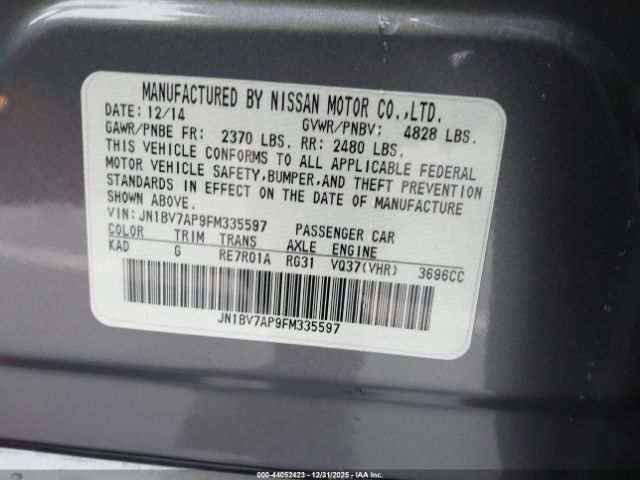 MANUFACTURED BY NISSAN MOTOR CO.,LTD.
DATE: 12/14 GVWR/PNBV: 4828 LBS.
GAWR/PNBE FR: 2370 LBS. RR: 2480 LBS.
THIS VEHICLE CONFORMS TO ALL APPLICABLE FEDERAL
MOTOR VEHICLE SAFETY,BUMPER,AND THEFT PREVENTION
STANDARDS IN EFFECT ON THE DATE OF MANUFACTURE
SHOWN ABOVE.
VIN:JN1BV7AP9FM335597 PASSENGER CAR
COLOR TRIM TRANS AXLE ENGINE
KAD G RE7R01A RG31 VQ37(VHR) 3696CC
JN1BV7AP9FM335597
000-44052423 - 12/31/2025 - COPART, IAA